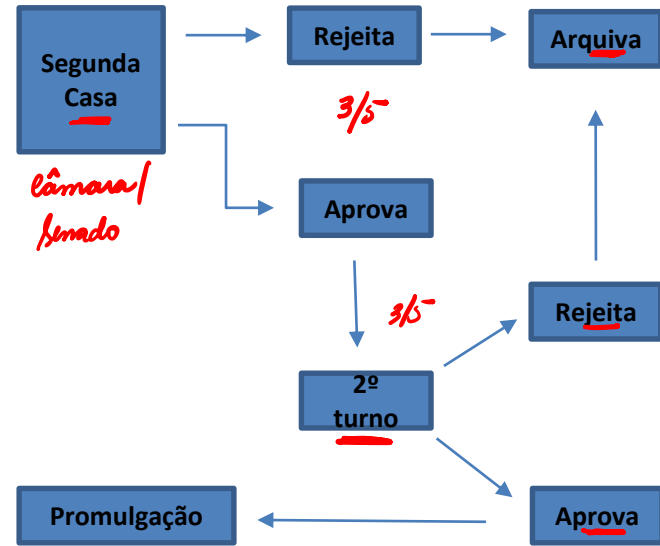 Segunda
Casa
Rejeita
Arquiva
3/5
Câmara/
Senado
Aprova
3/5
Rejeita
2º
turno
Promulgação
Aprova